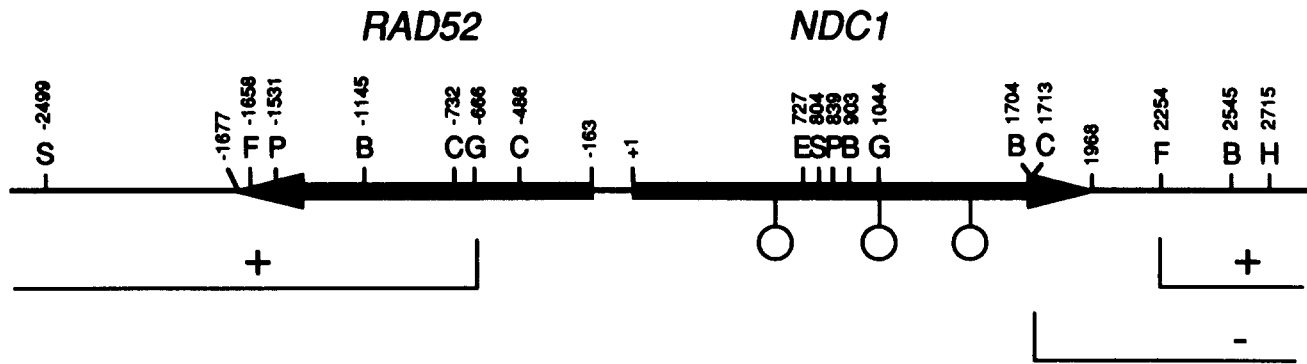 RAD52 NDC1
-2499 -1677 -1658 -1531 -1145 -732 -666 -486 -163 +1 727 804 839 903 1044 1704 1713 1968 2254 2545 2715
S F P B C G C E S P B G B C F B H
+ +
-